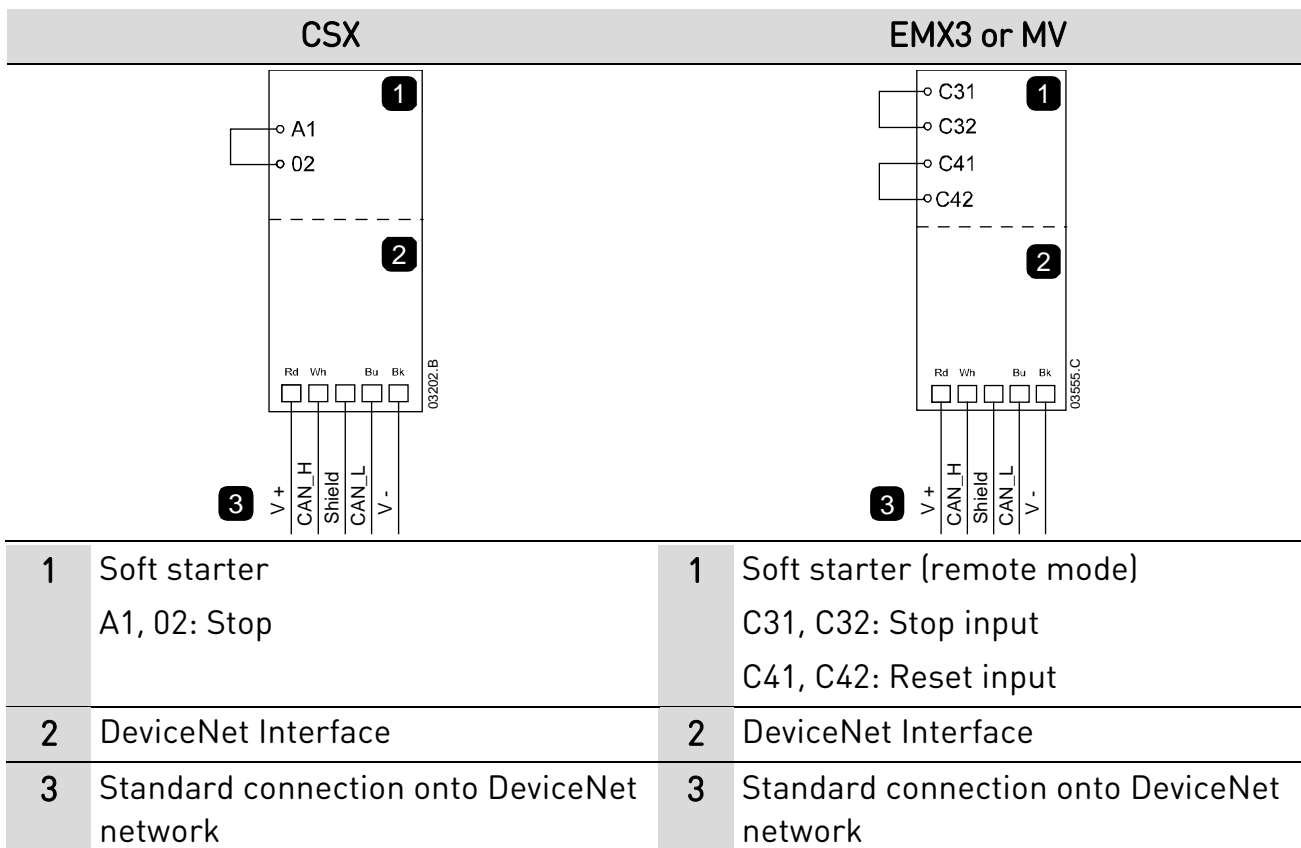 CSX
EMX3 or MV
1
A1
02
2
Rd Wh Bu Bk
03202.B
3
V +
CAN_H
Shield
CAN_L
V -
C31
1
C32
C41
C42
2
Rd Wh Bu Bk
03555.C
3
V +
CAN_H
Shield
CAN_L
V -
1 Soft starter
A1, 02: Stop
1 Soft starter (remote mode)
C31, C32: Stop input
C41, C42: Reset input
2 DeviceNet Interface
2 DeviceNet Interface
3 Standard connection onto DeviceNet
network
3 Standard connection onto DeviceNet
network